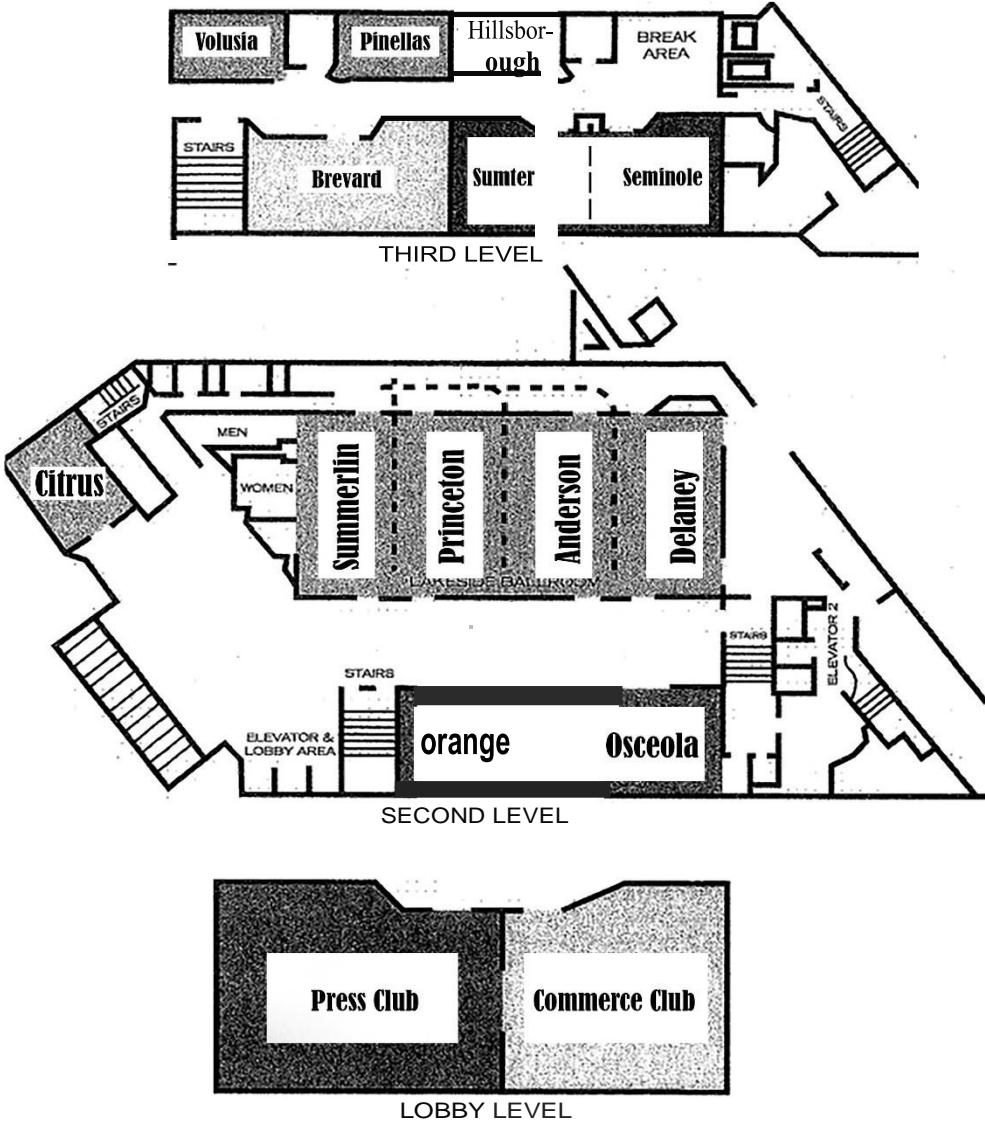 Volusia
Pinellas
Hillsbor-
ough
BREAK
AREA
STAIRS
STAIRS
Brevard
Sumter
Seminole
THIRD LEVEL
STAIRS
MEN
WOMEN
Citrus
Summerlin
Princeton
Anderson
Delaney
LAKESIDE BALLROOM
STAIRS
ELEVATOR 2
STAIRS
ELEVATOR &
LOBBY AREA
orange
Osceola
SECOND LEVEL
Press Club
Commerce Club
LOBBY LEVEL